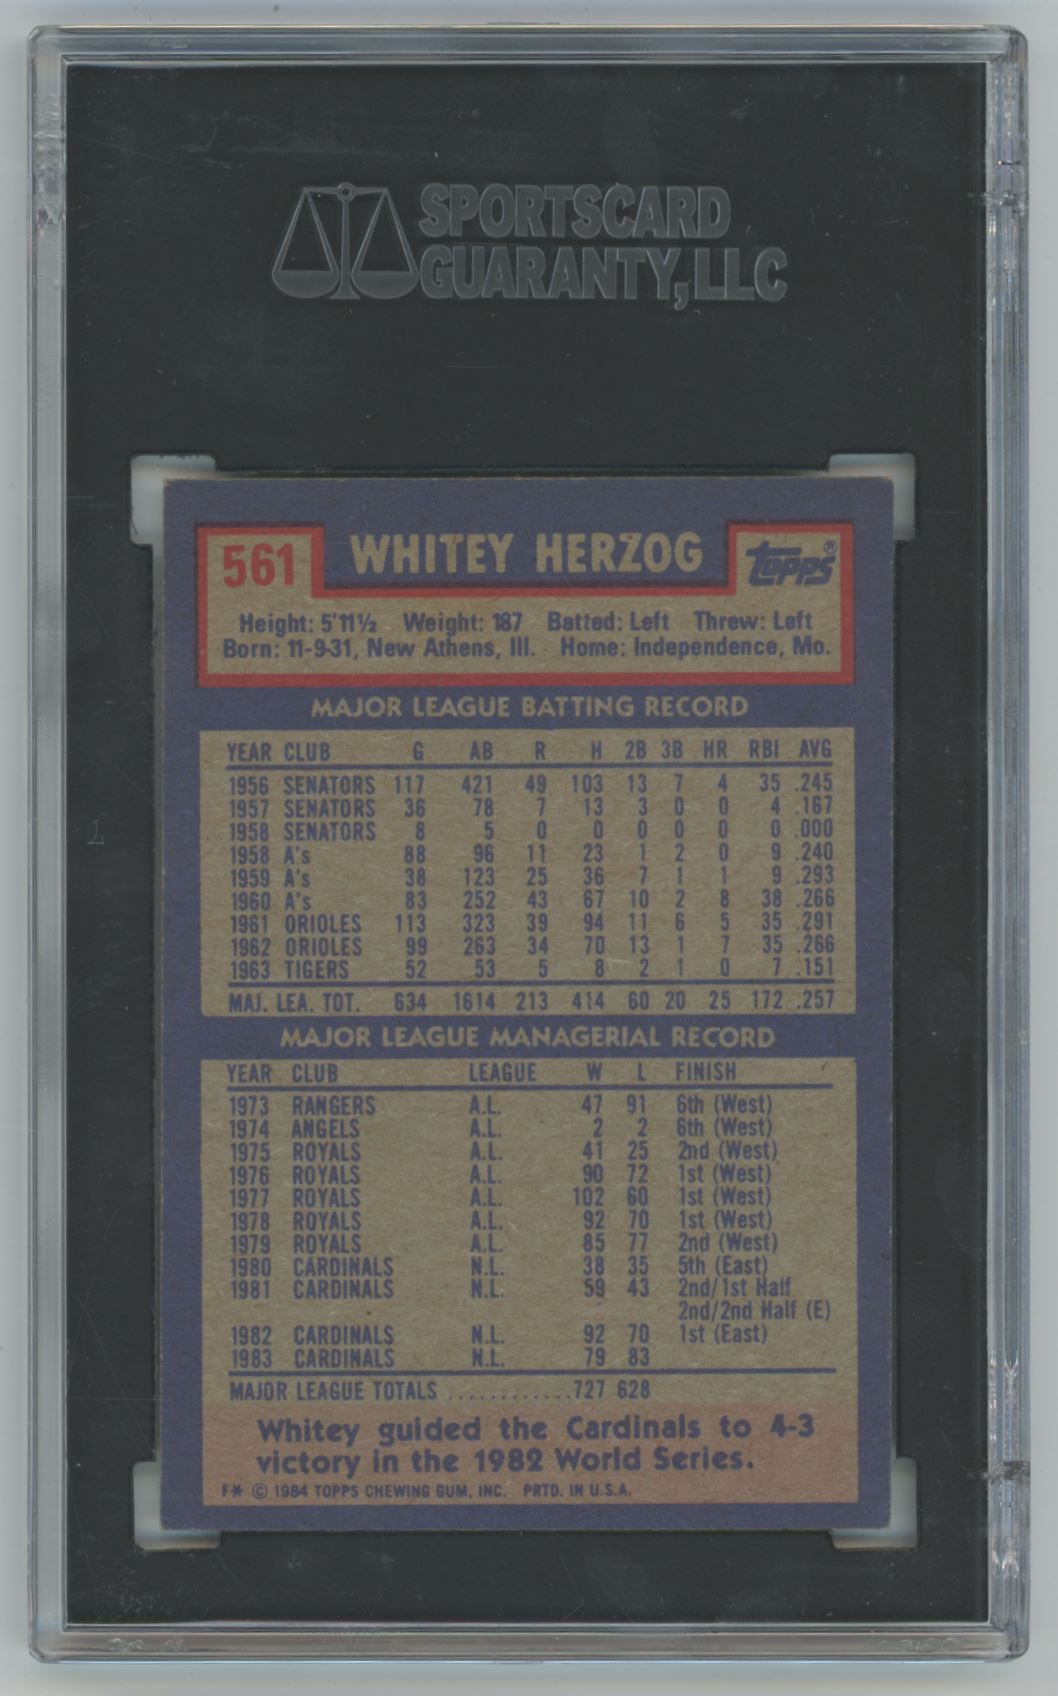 SPORTSCARD
GUARANTY, LLC
561 WHITEY HERZOG Topps®
Height: 5'11½ Weight: 187 Batted: Left Threw: Left
Born: 11-9-31, New Athens, Ill. Home: Independence, Mo.
MAJOR LEAGUE BATTING RECORD
YEAR CLUB G AB R H 2B 3B HR RBI AVG
1956 SENATORS 117 421 49 103 13 7 4 35 .245
1957 SENATORS 36 78 7 13 3 0 0 4 .167
1958 SENATORS 8 5 0 0 0 0 0 0 .000
1958 A's 88 96 11 23 1 2 0 9 .240
1959 A's 38 123 25 36 7 1 1 9 .293
1960 A's 83 252 43 67 10 2 8 38 .266
1961 ORIOLES 113 323 39 94 11 6 5 35 .291
1962 ORIOLES 99 263 34 70 13 1 7 35 .266
1963 TIGERS 52 53 5 8 2 1 0 7 .151
MAJ. LEA. TOT. 634 1614 213 414 60 20 25 172 .257
MAJOR LEAGUE MANAGERIAL RECORD
YEAR CLUB LEAGUE W L FINISH
1973 RANGERS A.L. 47 91 6th (West)
1974 ANGELS A.L. 2 2 6th (West)
1975 ROYALS A.L. 41 25 2nd (West)
1976 ROYALS A.L. 90 72 1st (West)
1977 ROYALS A.L. 102 60 1st (West)
1978 ROYALS A.L. 92 70 1st (West)
1979 ROYALS A.L. 85 77 2nd (West)
1980 CARDINALS N.L. 38 35 5th (East)
1981 CARDINALS N.L. 59 43 2nd/1st Half
2nd/2nd Half (E)
1982 CARDINALS N.L. 92 70 1st (East)
1983 CARDINALS N.L. 79 83
MAJOR LEAGUE TOTALS ............727 628
Whitey guided the Cardinals to 4-3
victory in the 1982 World Series.
F* © 1984 TOPPS CHEWING GUM, INC. PRTD. IN U.S.A.